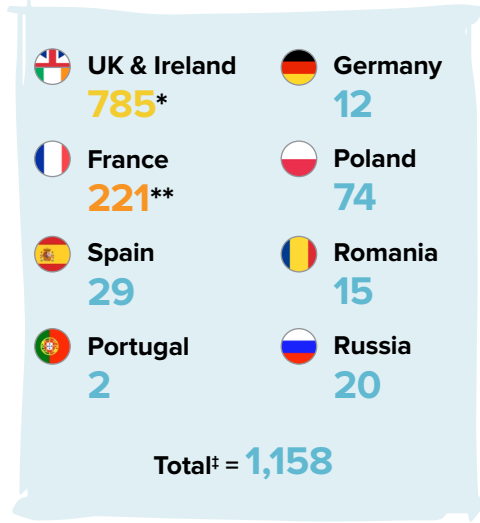 UK & Ireland
785*
France
221**
Spain
29
Portugal
2
Germany
12
Poland
74
Romania
15
Russia
20
Total‡ = 1,158